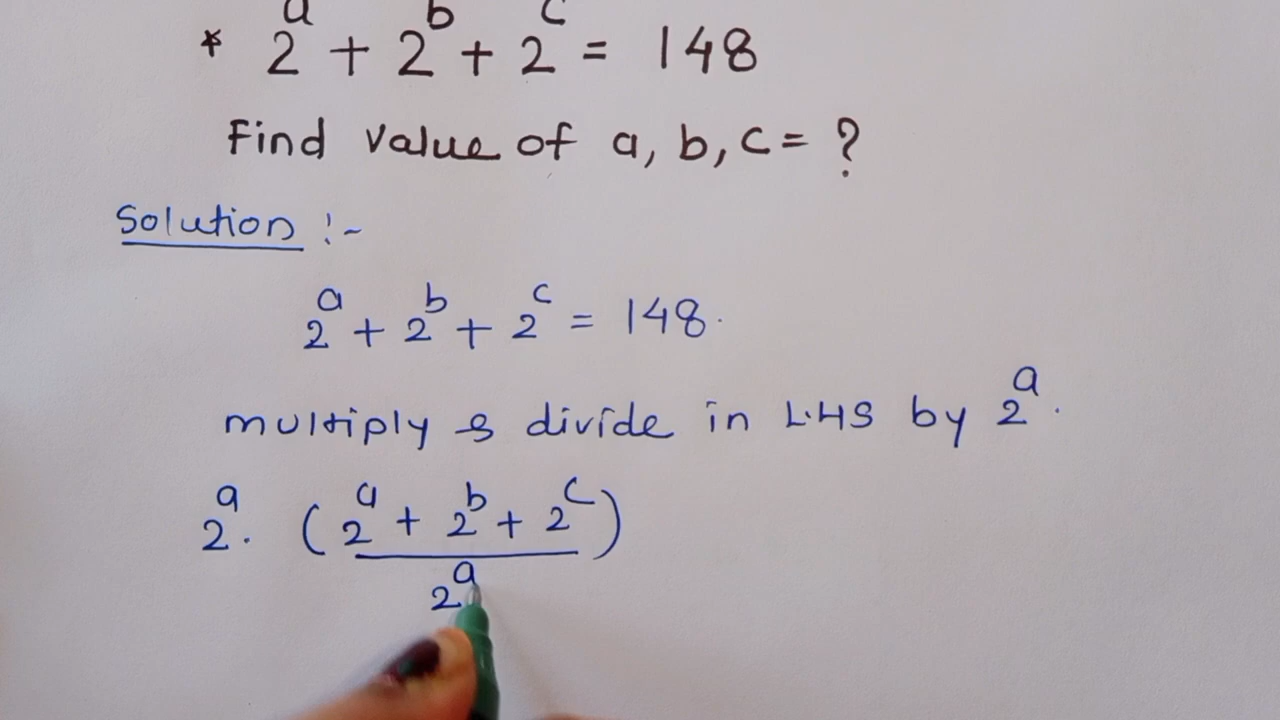 * 2^a + 2^b + 2^c = 148
Find value of a, b, c = ?
Solution :-
2^a + 2^b + 2^c = 148.
multiply & divide in L.HS by 2^a.
2^a. (2^a + 2^b + 2^c)
2^a